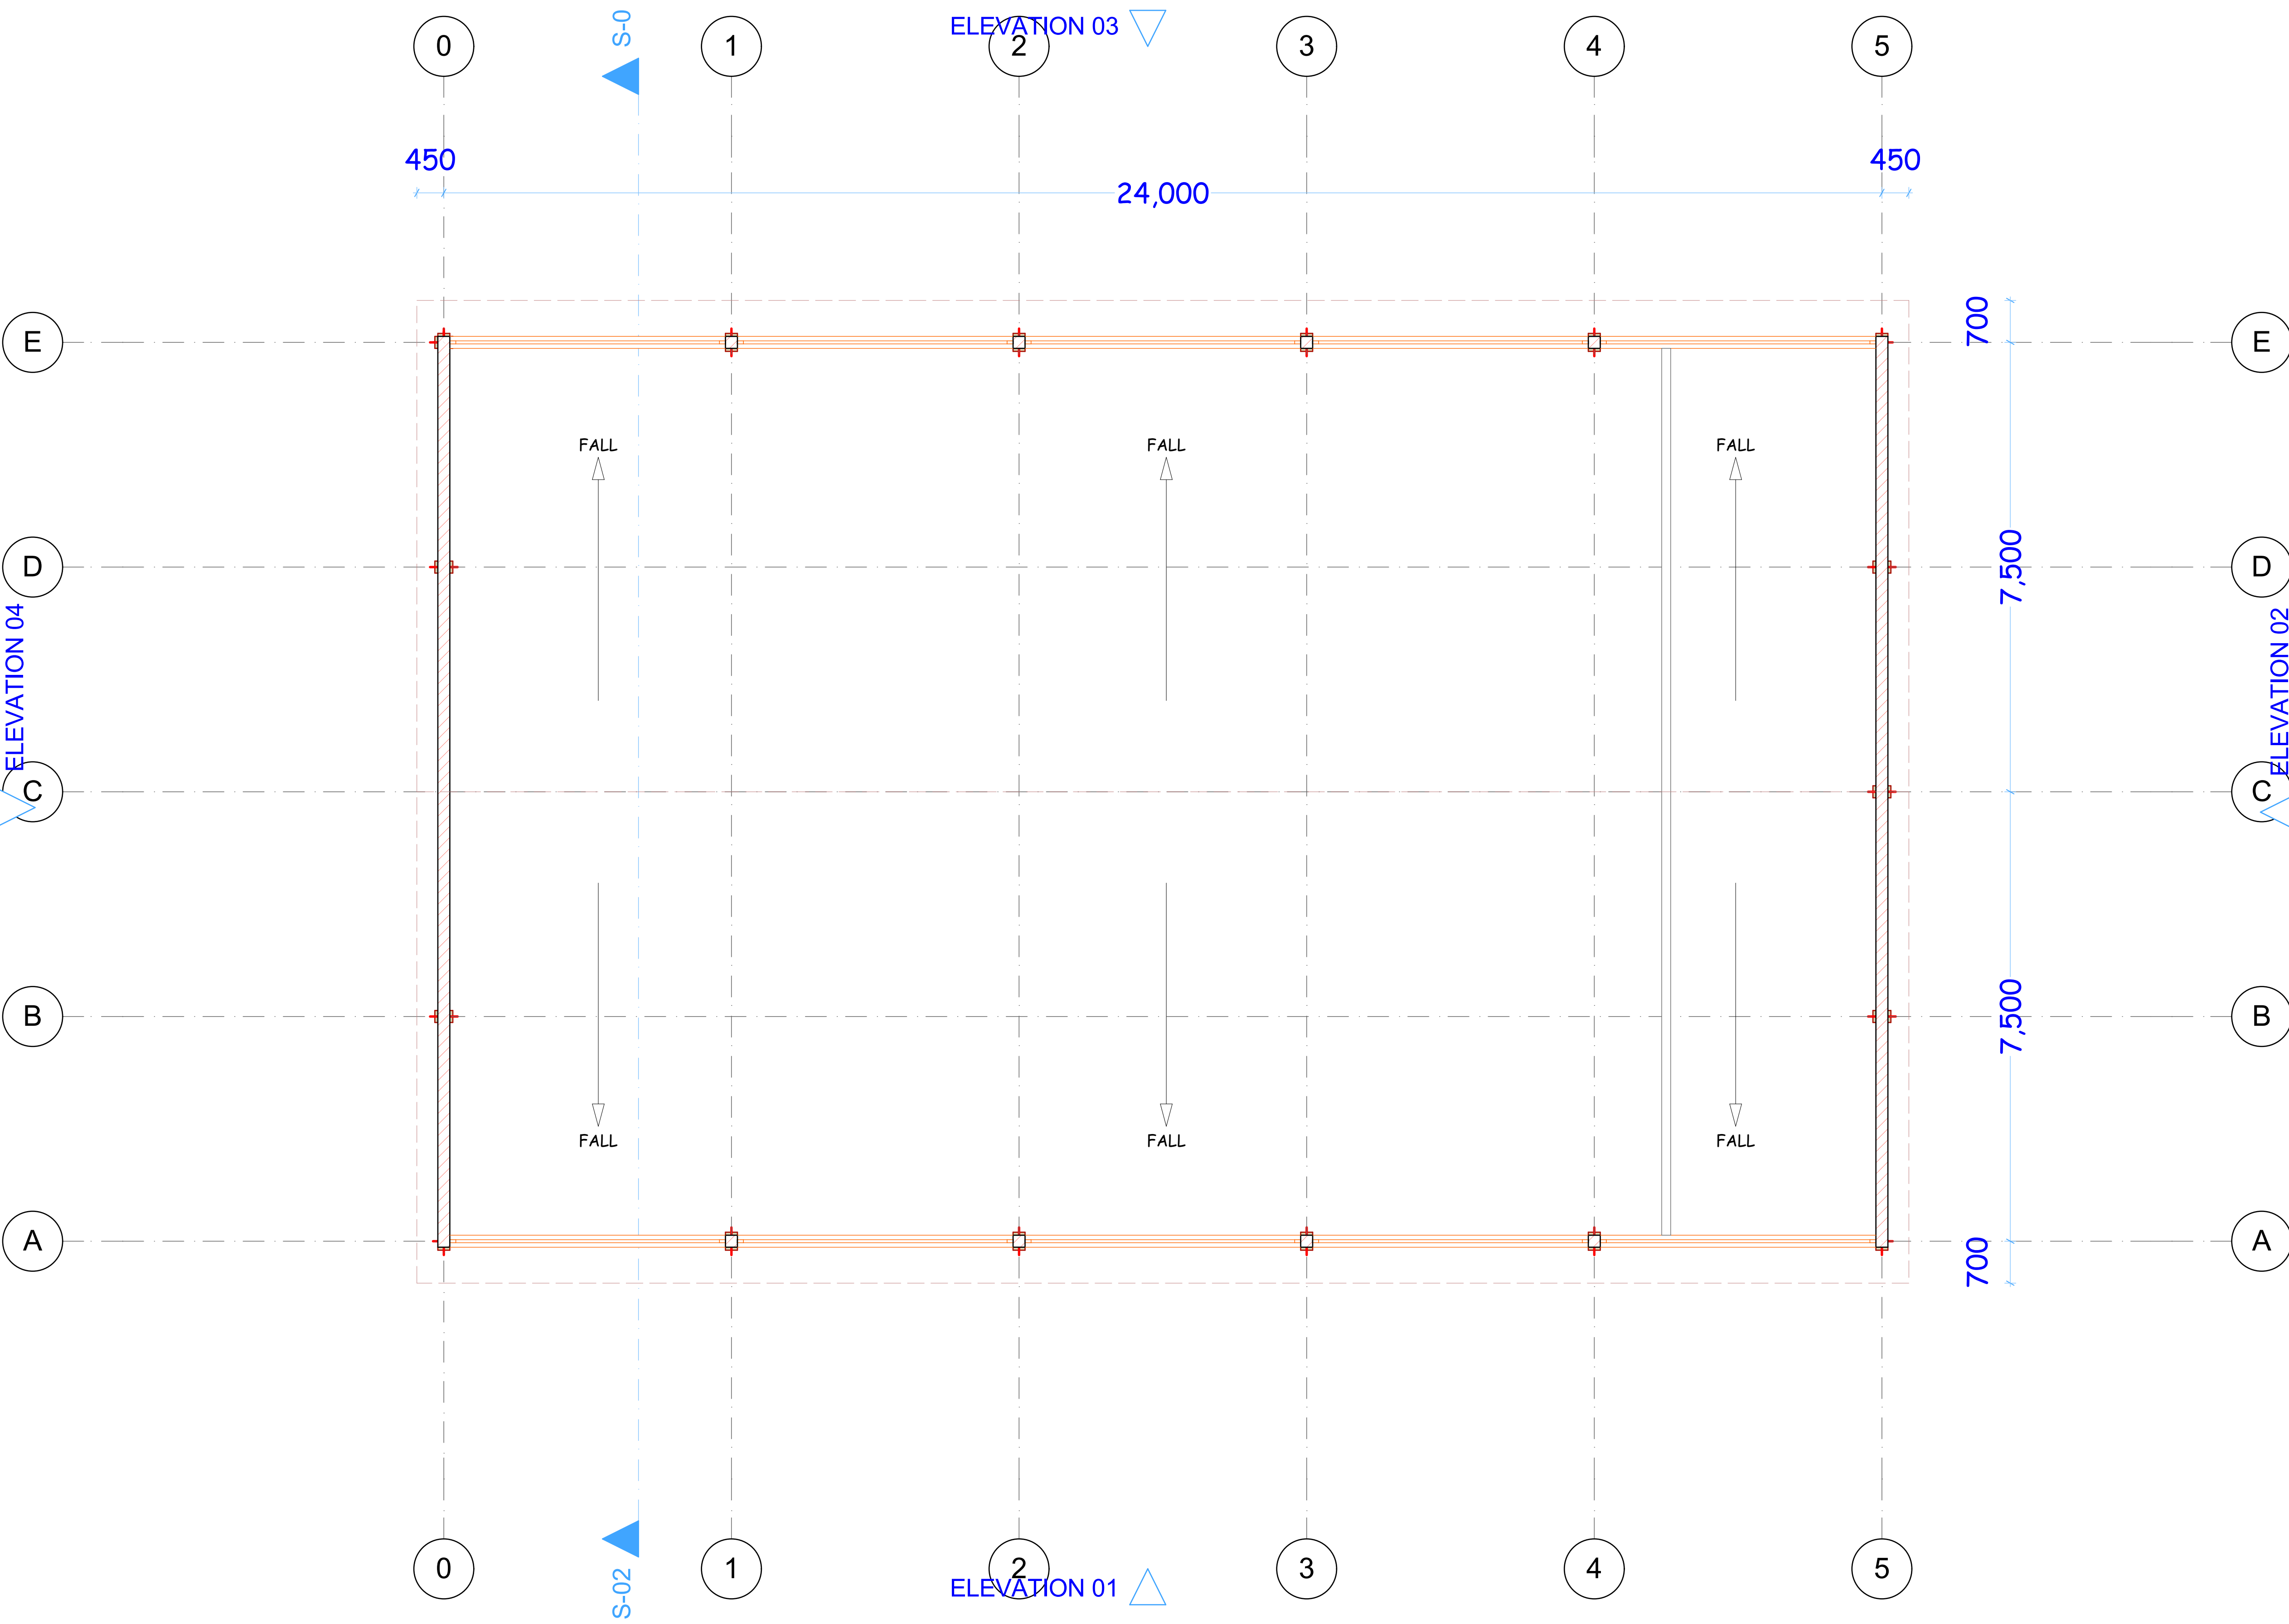 S-0
ELEVATION 03
0
1
2
3
4
5
450
24,000
450
E
700
E
FALL
FALL
FALL
D
7,500
D
ELEVATION 04
ELEVATION 02
C
C
B
7,500
B
FALL
FALL
FALL
A
700
A
0
1
2
3
4
5
S-02
ELEVATION 01